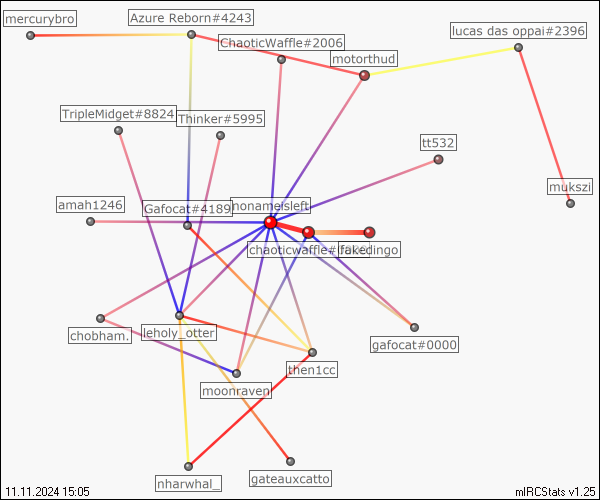 mercurybro
Azure Reborn#4243
lucas das oppai#2396
ChaoticWaffle#2006
motorthud
TripleMidget#8824
Thinker#5995
tt532
mukszi
amah1246
Gafocat#4189
nonameisleft
chaoticwaffle#
fakedingo
chobham.
leholy_otter
gafocat#0000
then1cc
moonraven
nharwhal_
gateauxcatto
11.11.2024 15:05
mIRCStats v1.25